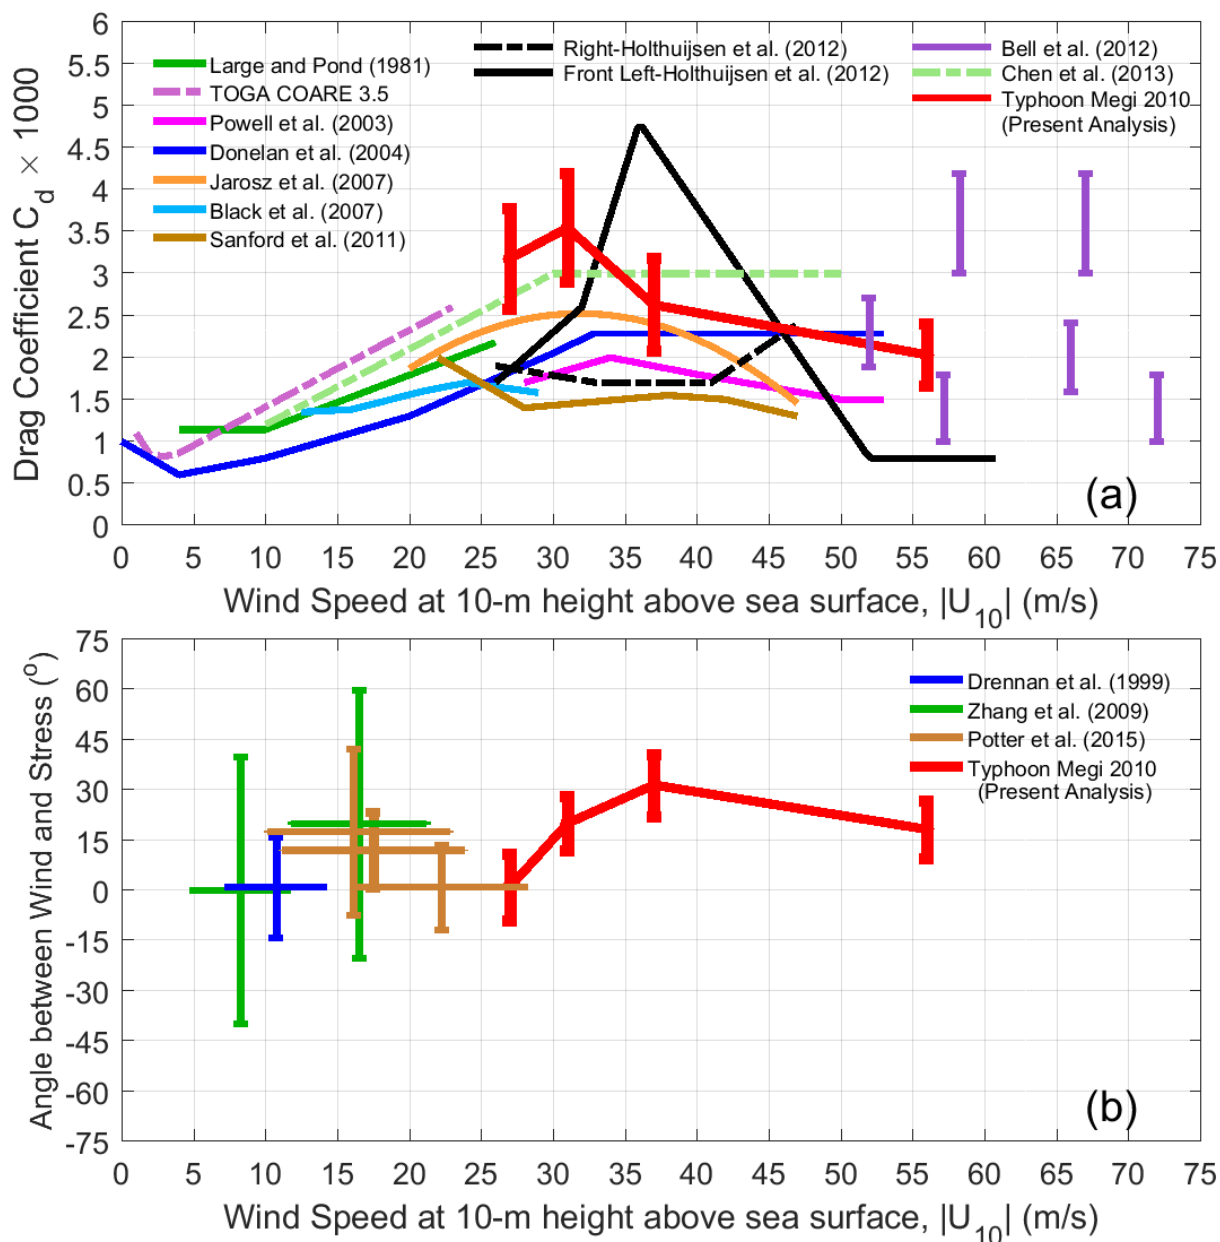 6
5.5
5
4.5
4
3.5
3
2.5
2
1.5
1
0.5
0
Drag Coefficient C_d × 1000
Large and Pond (1981)
TOGA COARE 3.5
Powell et al. (2003)
Donelan et al. (2004)
Jarosz et al. (2007)
Black et al. (2007)
Sanford et al. (2011)
Right-Holthuijsen et al. (2012)
Front Left-Holthuijsen et al. (2012)
Bell et al. (2012)
Chen et al. (2013)
Typhoon Megi 2010
(Present Analysis)
(a)
0 5 10 15 20 25 30 35 40 45 50 55 60 65 70 75
Wind Speed at 10-m height above sea surface, |U_10| (m/s)
75
60
45
30
15
0
-15
-30
-45
-60
-75
Angle between Wind and Stress (°)
Drennan et al. (1999)
Zhang et al. (2009)
Potter et al. (2015)
Typhoon Megi 2010
(Present Analysis)
(b)
0 5 10 15 20 25 30 35 40 45 50 55 60 65 70 75
Wind Speed at 10-m height above sea surface, |U_10| (m/s)